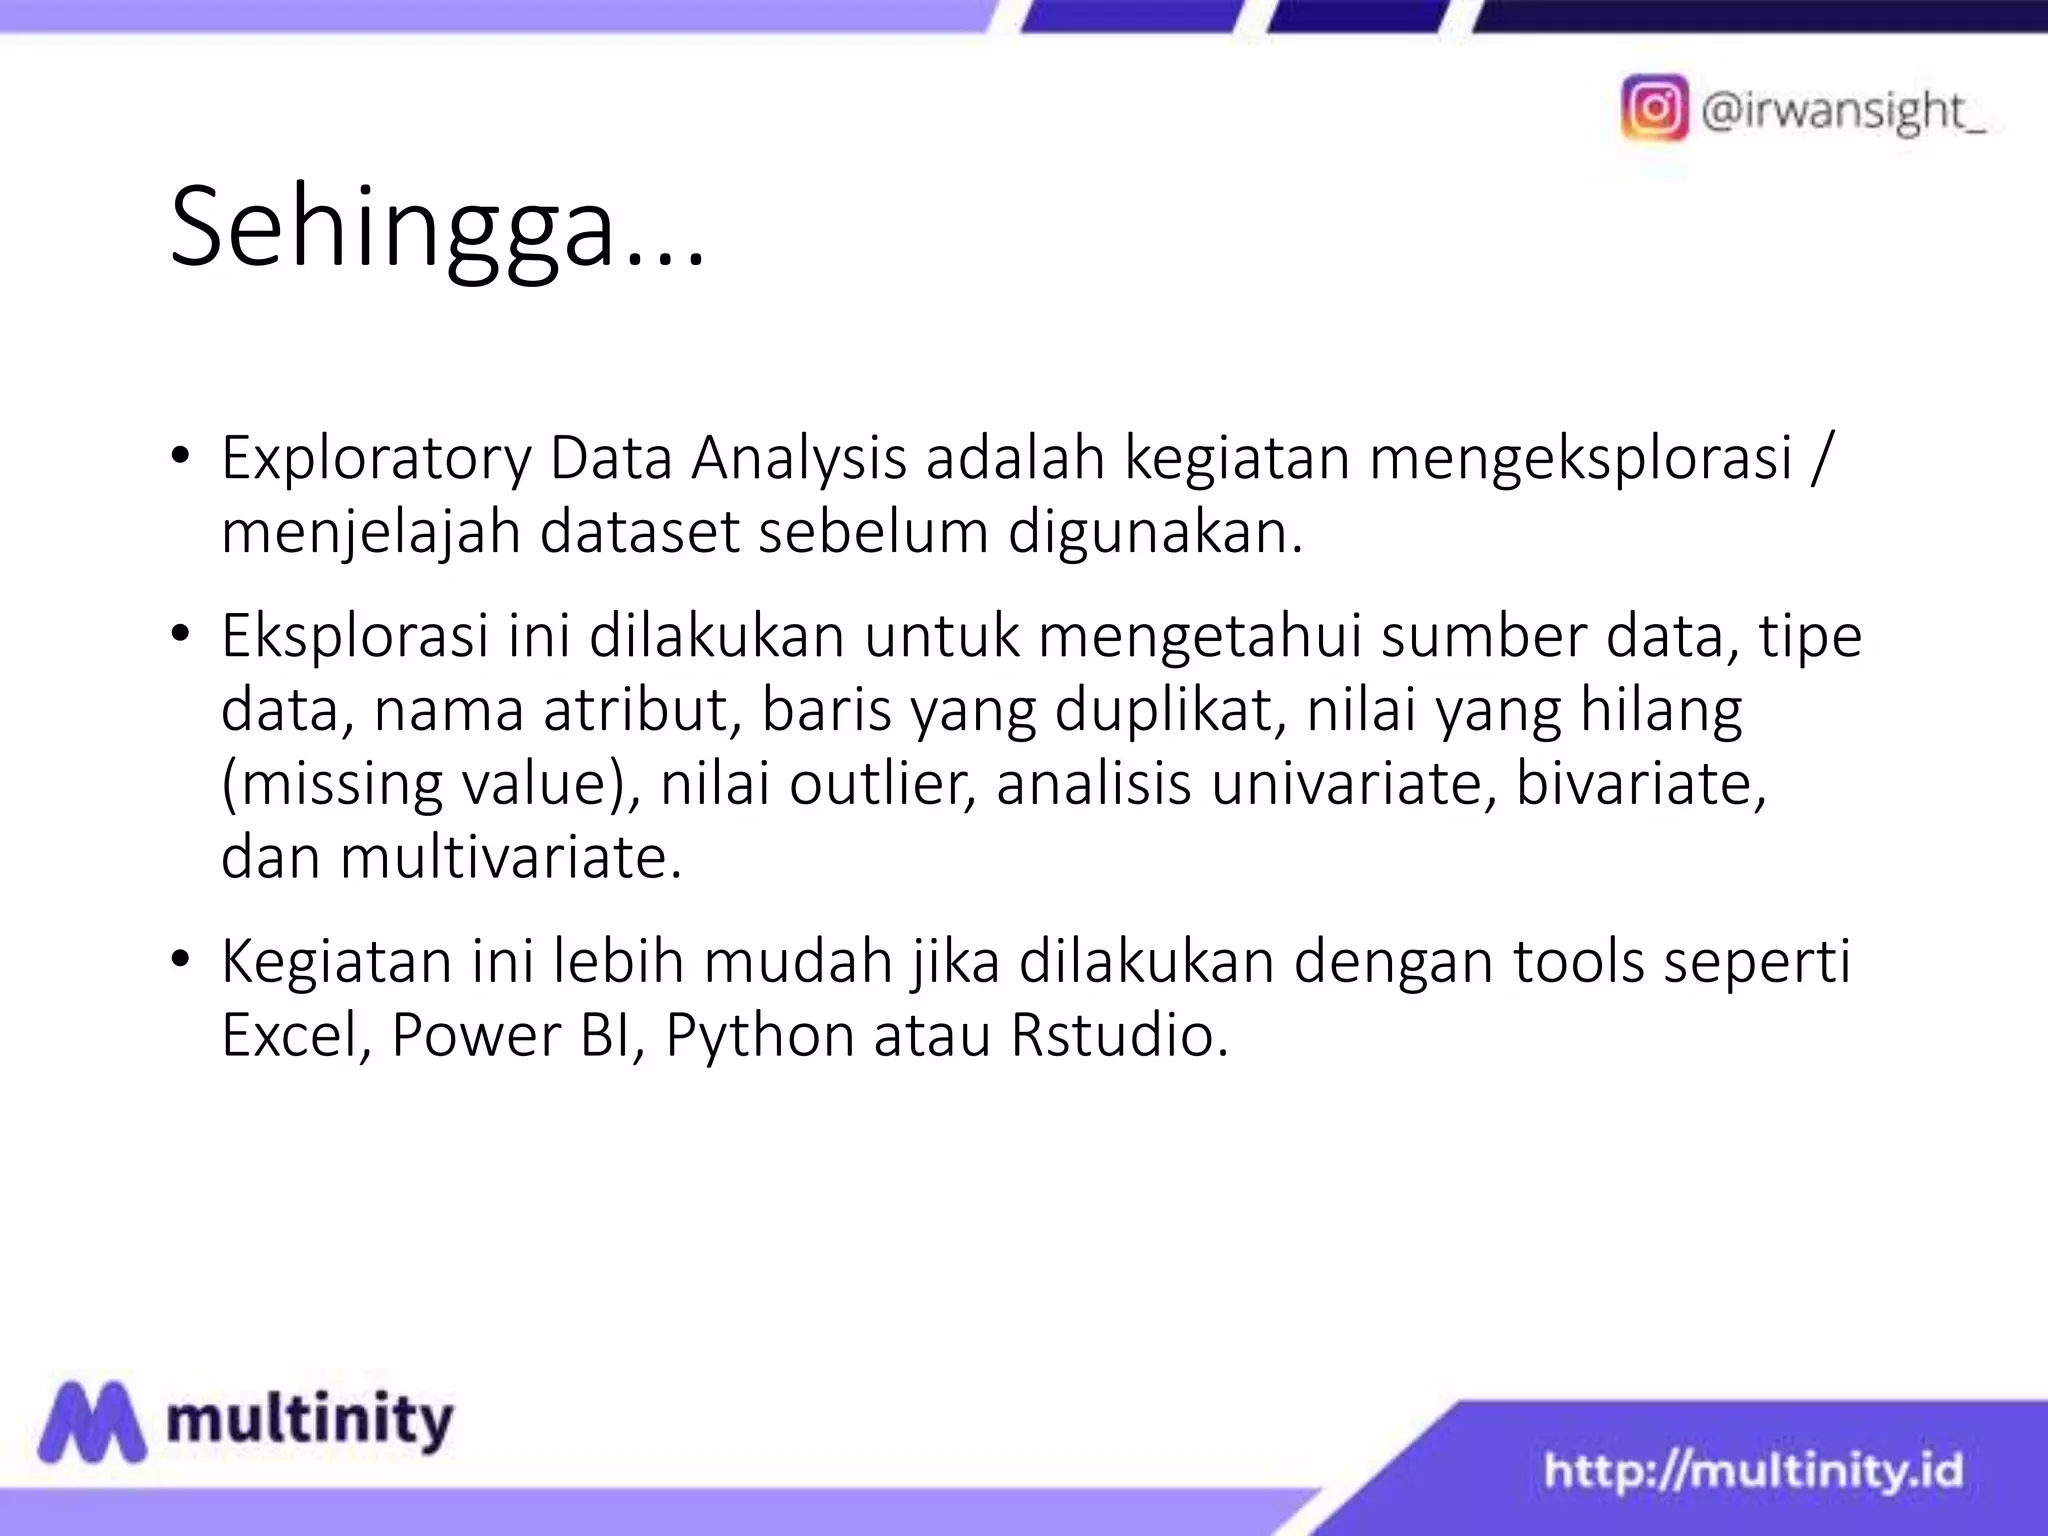 @irwansight_
Sehingga...
• Exploratory Data Analysis adalah kegiatan mengeksplorasi /
menjelajah dataset sebelum digunakan.
• Eksplorasi ini dilakukan untuk mengetahui sumber data, tipe
data, nama atribut, baris yang duplikat, nilai yang hilang
(missing value), nilai outlier, analisis univariate, bivariate,
dan multivariate.
• Kegiatan ini lebih mudah jika dilakukan dengan tools seperti
Excel, Power BI, Python atau Rstudio.
multinity
http://multinity.id